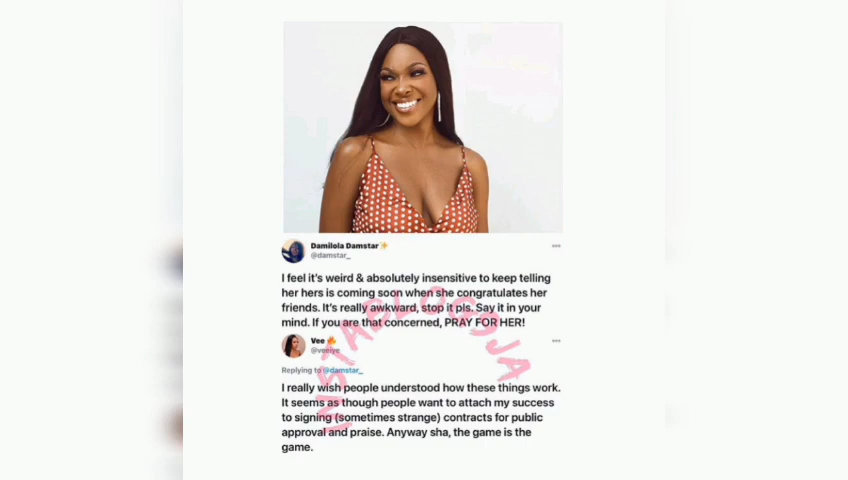 Damilola Damstar✨
@damstar_
I feel it's weird & absolutely insensitive to keep telling
her hers is coming soon when she congratulates her
friends. It's really awkward, stop it pls. Say it in your
mind. If you are that concerned, PRAY FOR HER!
Vee 🔥
@veeiye
Replying to @damstar_
I really wish people understood how these things work.
It seems as though people want to attach my success
to signing (sometimes strange) contracts for public
approval and praise. Anyway sha, the game is the
game.
INSTABLOG9JA